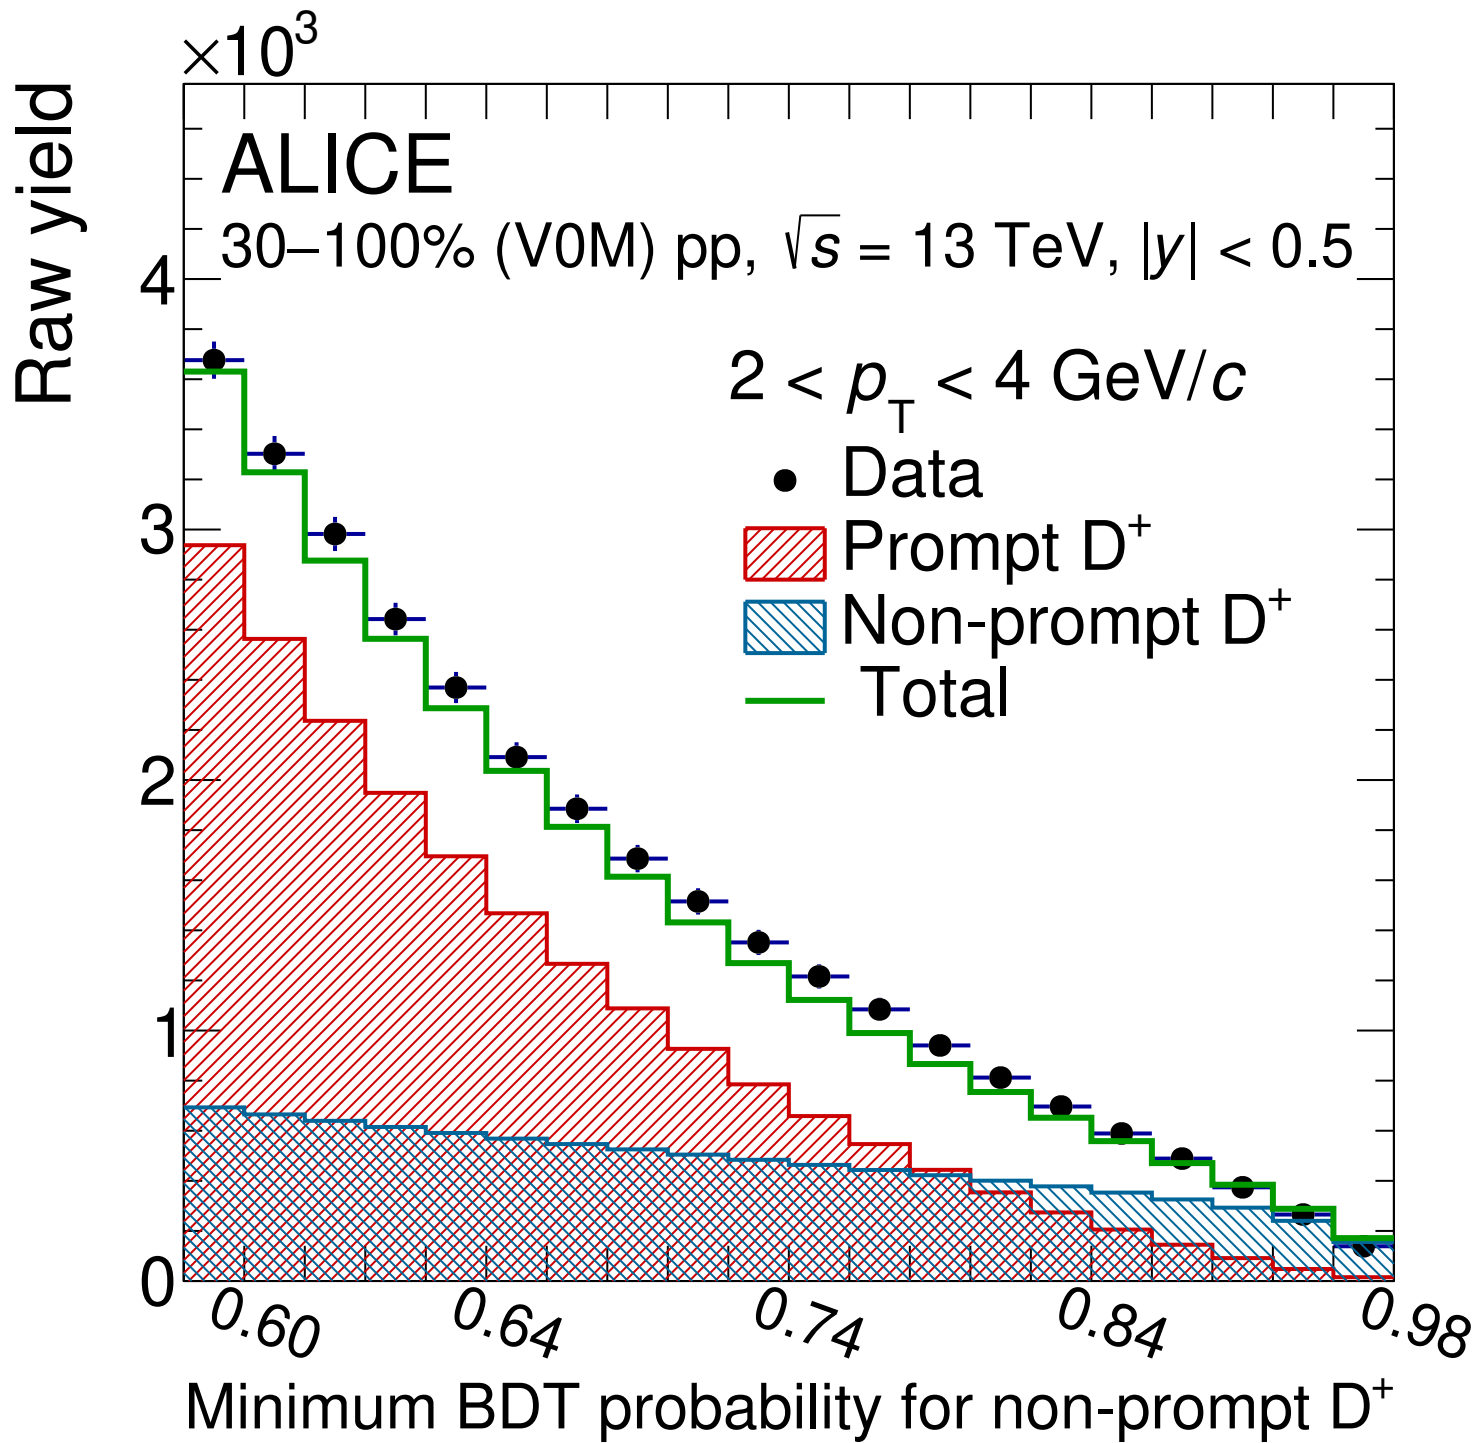 ×10³
Raw yield
ALICE
30–100% (V0M) pp, √s = 13 TeV, |y| < 0.5
2 < p_T < 4 GeV/c
Data
Prompt D⁺
Non-prompt D⁺
Total
4
3
2
1
0
0.60 0.64 0.74 0.84 0.98
Minimum BDT probability for non-prompt D⁺